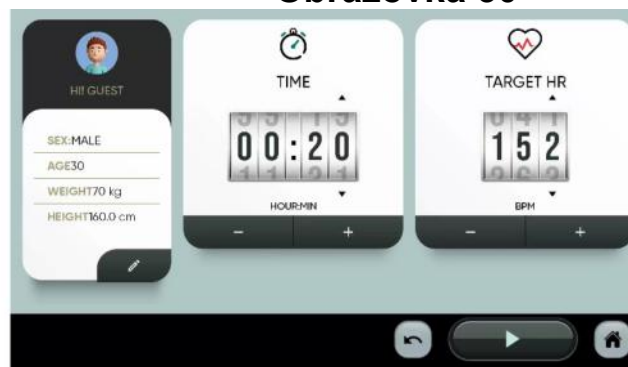 HI! GUEST
SEX:MALE
AGE30
WEIGHT70 kg
HEIGHT160.0 cm
TIME
00:20
HOUR:MIN
- +
TARGET HR
152
BPM
- +